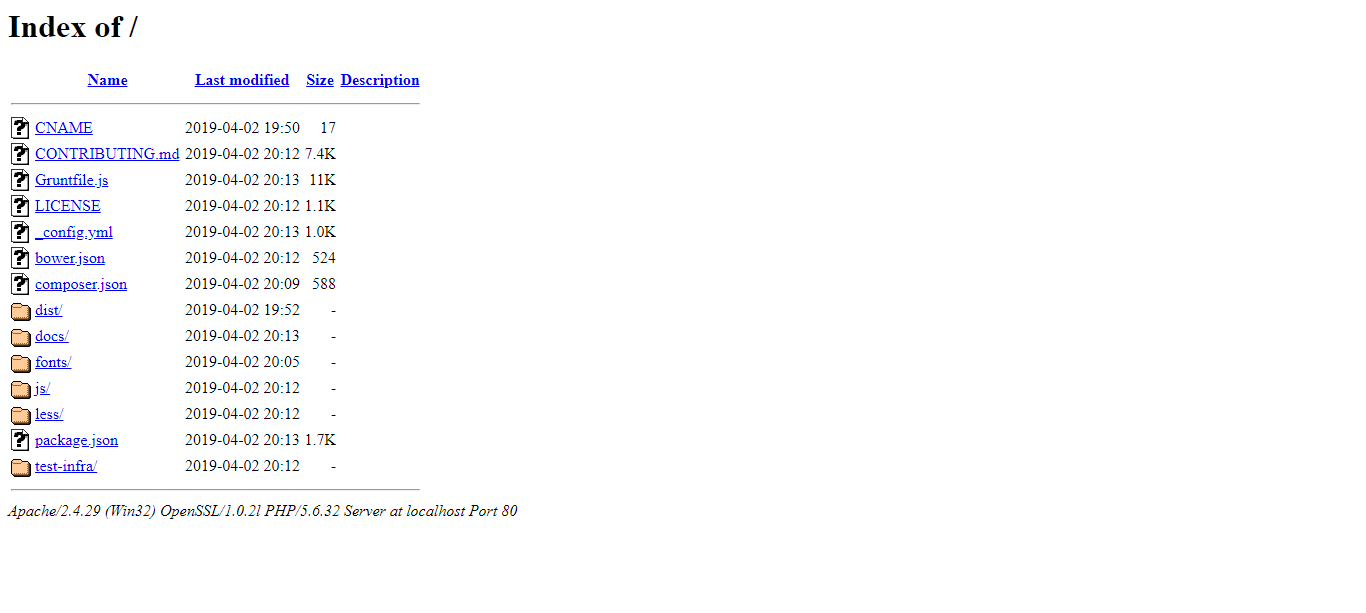 Index of /
Name Last modified Size Description
CNAME 2019-04-02 19:50 17
CONTRIBUTING.md 2019-04-02 20:12 7.4K
Gruntfile.js 2019-04-02 20:13 11K
LICENSE 2019-04-02 20:12 1.1K
_config.yml 2019-04-02 20:13 1.0K
bower.json 2019-04-02 20:12 524
composer.json 2019-04-02 20:09 588
dist/ 2019-04-02 19:52 -
docs/ 2019-04-02 20:13 -
fonts/ 2019-04-02 20:05 -
js/ 2019-04-02 20:12 -
less/ 2019-04-02 20:12 -
package.json 2019-04-02 20:13 1.7K
test-infra/ 2019-04-02 20:12 -
Apache/2.4.29 (Win32) OpenSSL/1.0.2l PHP/5.6.32 Server at localhost Port 80